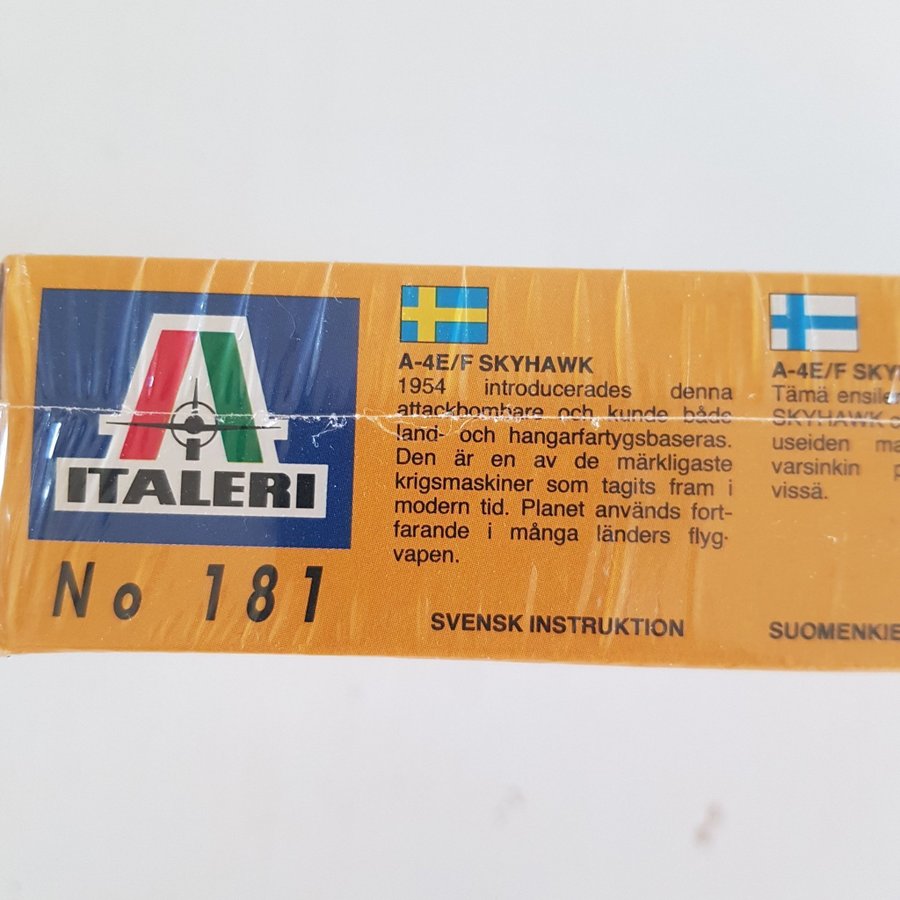 ITALERI
No 181
A-4E/F SKYHAWK
1954 introducerades denna
attackbombare och kunde både
land- och hangarfartygsbaseras.
Den är en av de märkligaste
krigsmaskiner som tagits fram i
modern tid. Planet används fort-
farande i många länders flyg-
vapen.
SVENSK INSTRUKTION
A-4E/F
Tämä
SKYHAWK
useiden
varsinkin
vissä.